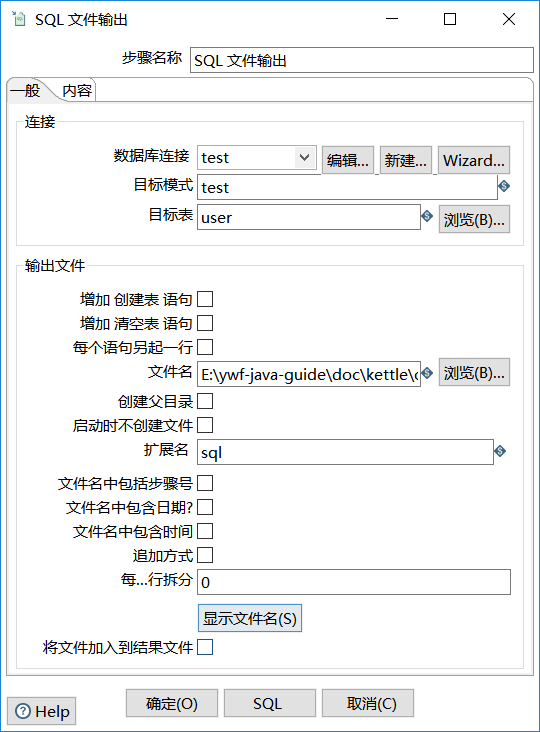 SQL 文件输出
步骤名称 SQL 文件输出
一般 内容
连接
数据库连接 test 编辑... 新建... Wizard...
目标模式 test
目标表 user 浏览(B)...
输出文件
增加 创建表 语句
增加 清空表 语句
每个语句另起一行
文件名 E:\ywf-java-guide\doc\kettle\ 浏览(B)...
创建父目录
启动时不创建文件
扩展名 sql
文件名中包括步骤号
文件名中包含日期?
文件名中包含时间
追加方式
每...行拆分 0
显示文件名(S)
将文件加入到结果文件
Help 确定(O) SQL 取消(C)